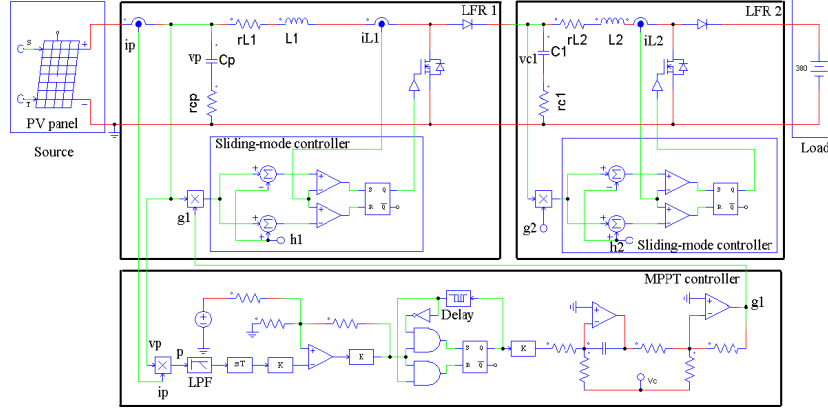 LFR 1
LFR 2
ip
rL1
L1
iL1
rL2
L2
iL2
S
T
vp
Cp
vc1
C1
rcp
rc1
380
PV panel
Source
Load
Sliding-mode controller
S Q
R Q
g1
h1
S Q
R Q
g2
h2
Sliding-mode controller
MPPT controller
g1
Delay
vp
p
ip
LPF
sT
K
K
S Q
R Q
K
Vc